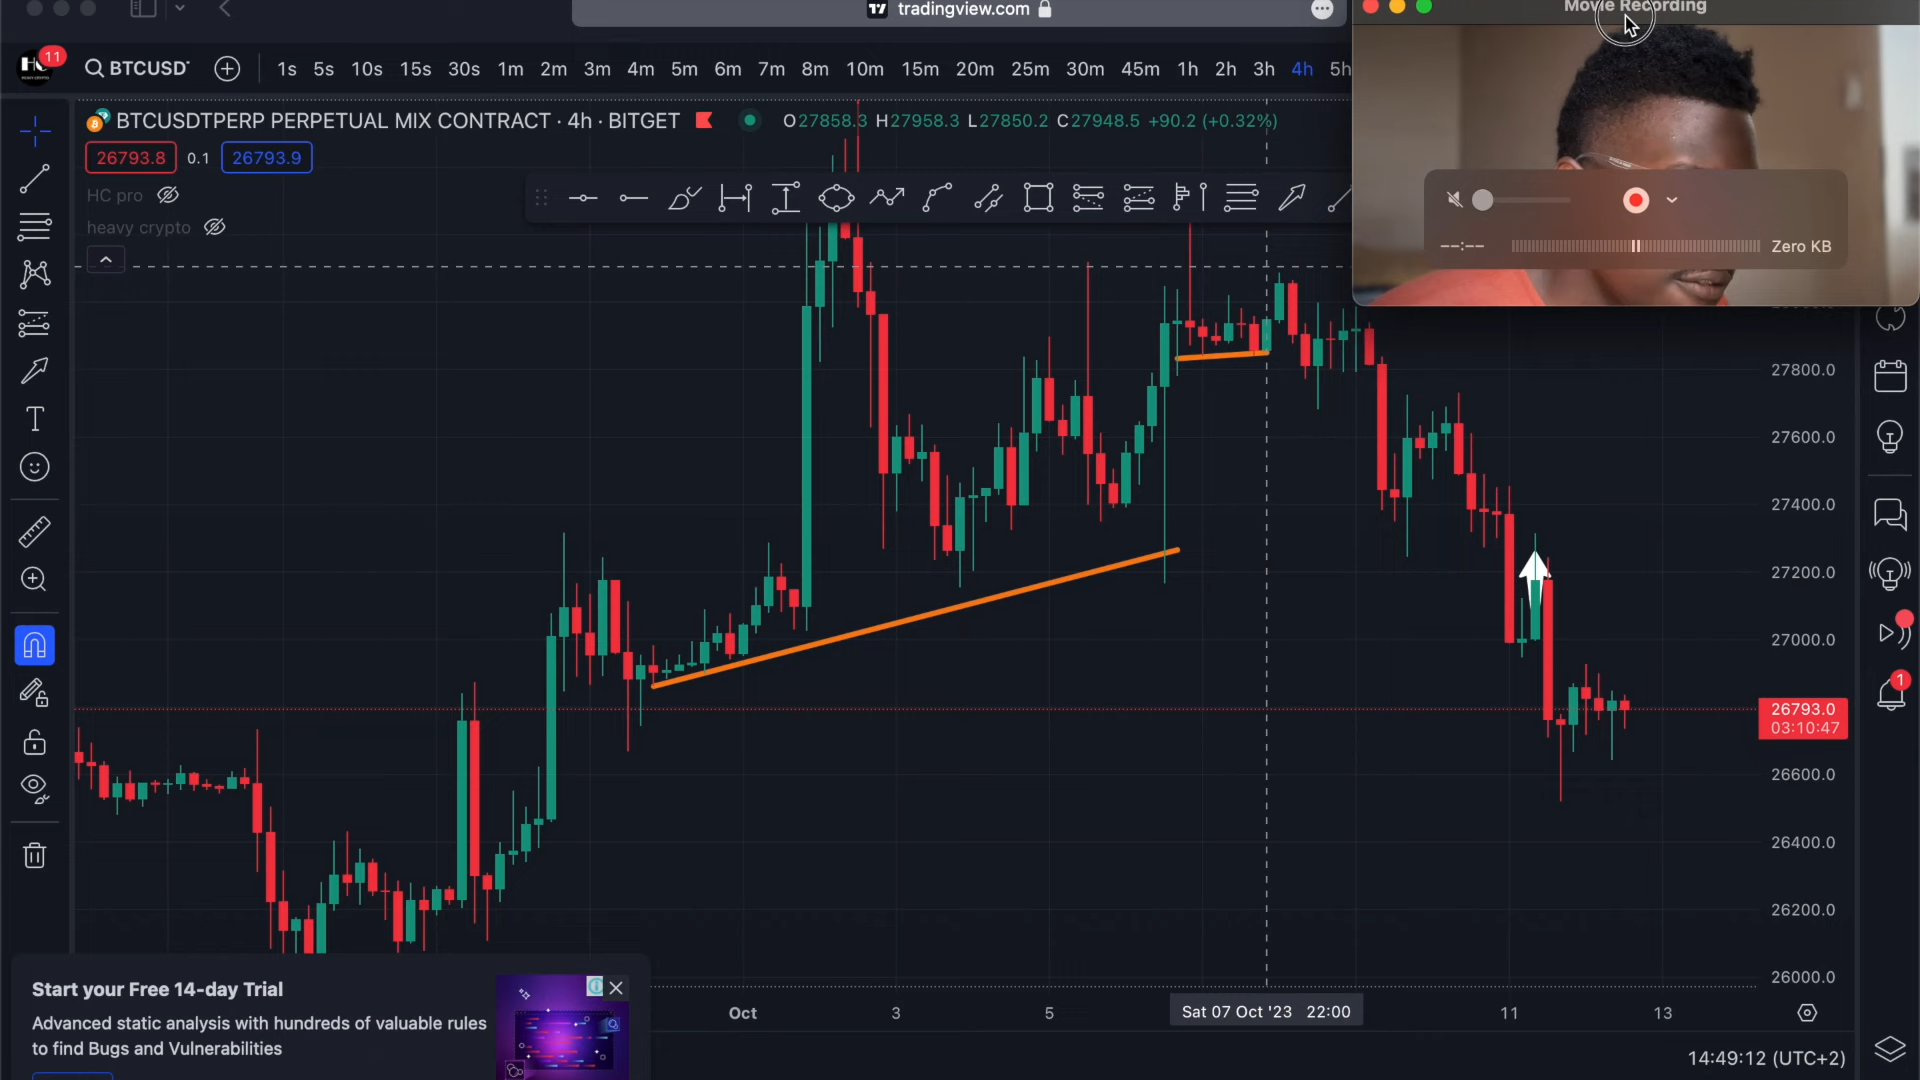 tradingview.com
Movie Recording
11
BTCUSD
1s 5s 10s 15s 30s 1m 2m 3m 4m 5m 6m 7m 8m 10m 15m 20m 25m 30m 45m 1h 2h 3h 4h 5h
BTCUSDTPERP PERPETUAL MIX CONTRACT · 4h · BITGET
O27858.3 H27958.3 L27850.2 C27948.5 +90.2 (+0.32%)
26793.8 0.1 26793.9
HC pro
heavy crypto
--:-- Zero KB
27800.0
27600.0
27400.0
27200.0
27000.0
26793.0
03:10:47
26600.0
26400.0
26200.0
26000.0
1
Start your Free 14-day Trial
Advanced static analysis with hundreds of valuable rules
to find Bugs and Vulnerabilities
Oct 3 5 Sat 07 Oct '23 22:00 11 13
14:49:12 (UTC+2)